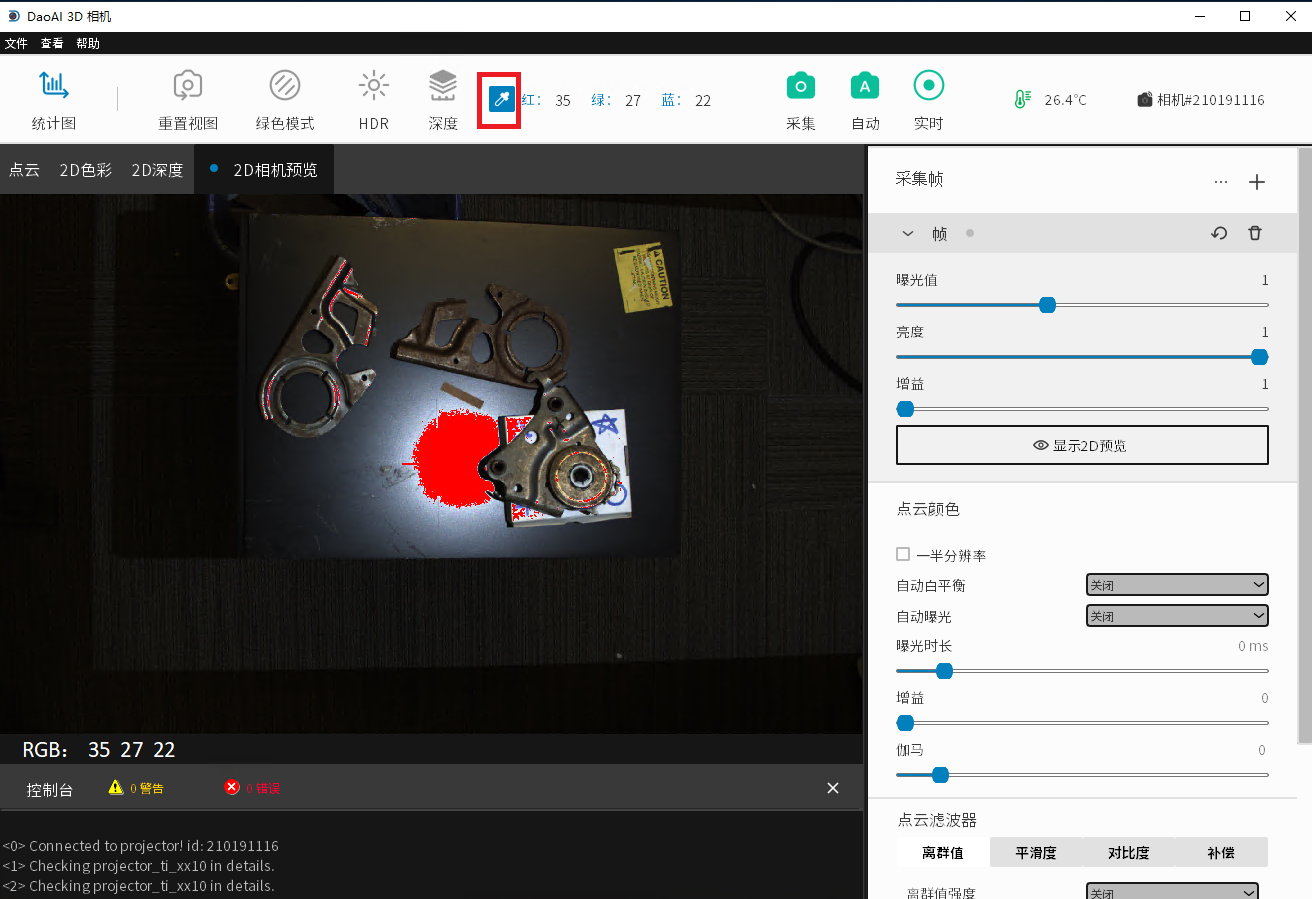 DaoAI 3D 相机
文件 查看 帮助
统计图 重置视图 绿色模式 HDR 深度 红: 35 绿: 27 蓝: 22 采集 A 自动 实时 26.4℃ 相机#210191116
点云 2D色彩 2D深度 2D相机预览
CAUTION
RGB: 35 27 22
控制台 0 警告 0 错误
<0> Connected to projector! id: 210191116
<1> Checking projector_ti_xx10 in details.
<2> Checking projector_ti_xx10 in details.
采集帧 ...
帧
曝光值 1
亮度 1
增益 1
显示2D预览
点云颜色
一半分辨率
自动白平衡 关闭
自动曝光 关闭
曝光时长 0 ms
增益 0
伽马 0
点云滤波器
离群值 平滑度 对比度 补偿
离群值强度 关闭